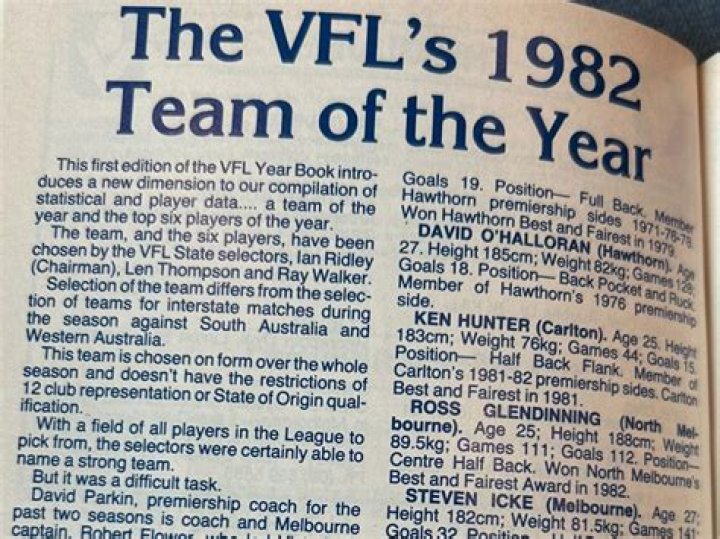 The VFL's 1982
Team of the Year
This first edition of the VFL Year Book intro-
duces a new dimension to our compilation of
statistical and player data.... a team of the
year and the top six players of the year.
The team, and the six players, have been
chosen by the VFL State selectors, Ian Ridley
(Chairman), Len Thompson and Ray Walker.
Selection of the team differs from the selec-
tion of teams for interstate matches during
the season against South Australia and
Western Australia.
This team is chosen on form over the whole
season and doesn't have the restrictions of
12 club representation or State of Origin qual-
ification.
With a field of all players in the League to
pick from, the selectors were certainly able to
name a strong team.
But it was a difficult task.
David Parkin, premiership coach for the
past two seasons is coach and Melbourne
captain, Robert Flower,
Goals 19. Position— Full Back. Member
Hawthorn premiership sides 1971-76-78.
Won Hawthorn Best and Fairest in 1979.
DAVID O'HALLORAN (Hawthorn). Age
27. Height 185cm; Weight 82kg; Games 128;
Goals 18. Position— Back Pocket and Ruck
Member of Hawthorn's 1976 premiership
side.
KEN HUNTER (Carlton). Age 25. Height
183cm; Weight 76kg; Games 44; Goals 15.
Position— Half Back Flank. Member of
Carlton's 1981-82 premiership sides. Carlton
Best and Fairest in 1981.
ROSS GLENDINNING (North Mel-
bourne). Age 25; Height 188cm; Weight
89.5kg; Games 111; Goals 112. Position—
Centre Half Back. Won North Melbourne's
Best and Fairest Award in 1982.
STEVEN ICKE (Melbourne). Age 27;
Height 182cm; Weight 81.5kg; Games 141;
Goals 32. Position